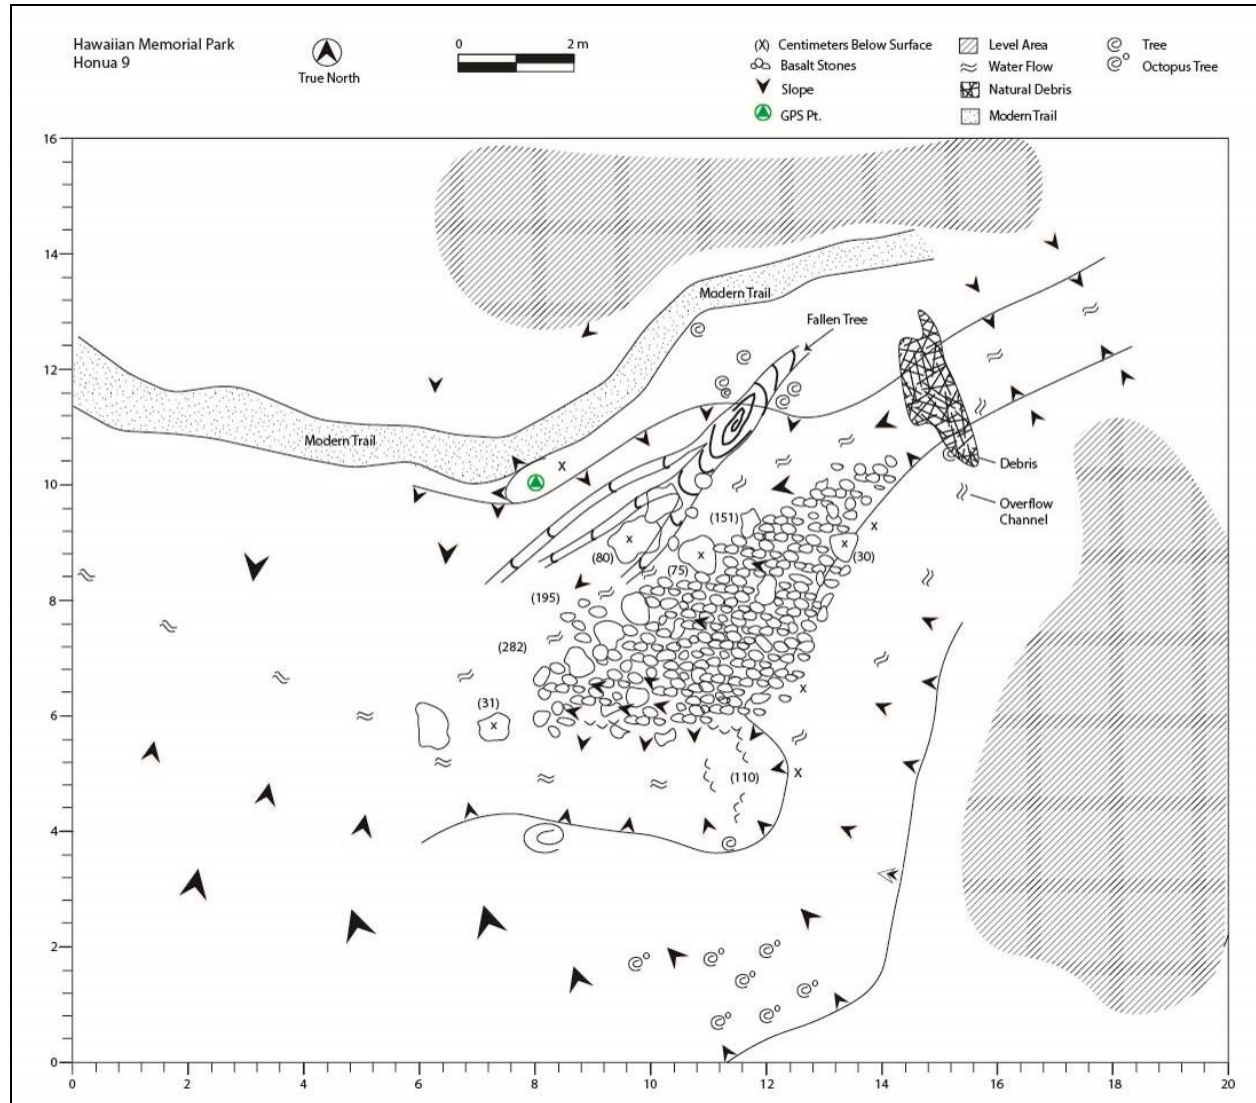 Hawaiian Memorial Park
Honua 9
True North
0 2 m
(X) Centimeters Below Surface
Basalt Stones
Slope
GPS Pt.
Level Area
Water Flow
Natural Debris
Modern Trail
Tree
Octopus Tree
16
14
12
10
8
6
4
2
0
Modern Trail
Fallen Tree
Modern Trail
X
Debris
Overflow
Channel
(151)
X
X
X
X
(80)
(75)
(30)
(195)
(282)
X
(31)
X
(110)
X
0 2 4 6 8 10 12 14 16 18 20